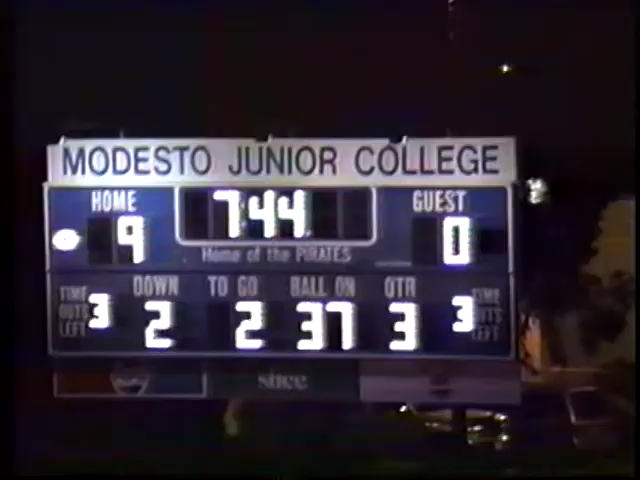 MODESTO JUNIOR COLLEGE
HOME 7:44 GUEST
9 0
Home of the PIRATES
TIME OUTS LEFT 3 DOWN 2 TO GO 2 BALL ON 37 QTR 3 3 TIME OUTS LEFT